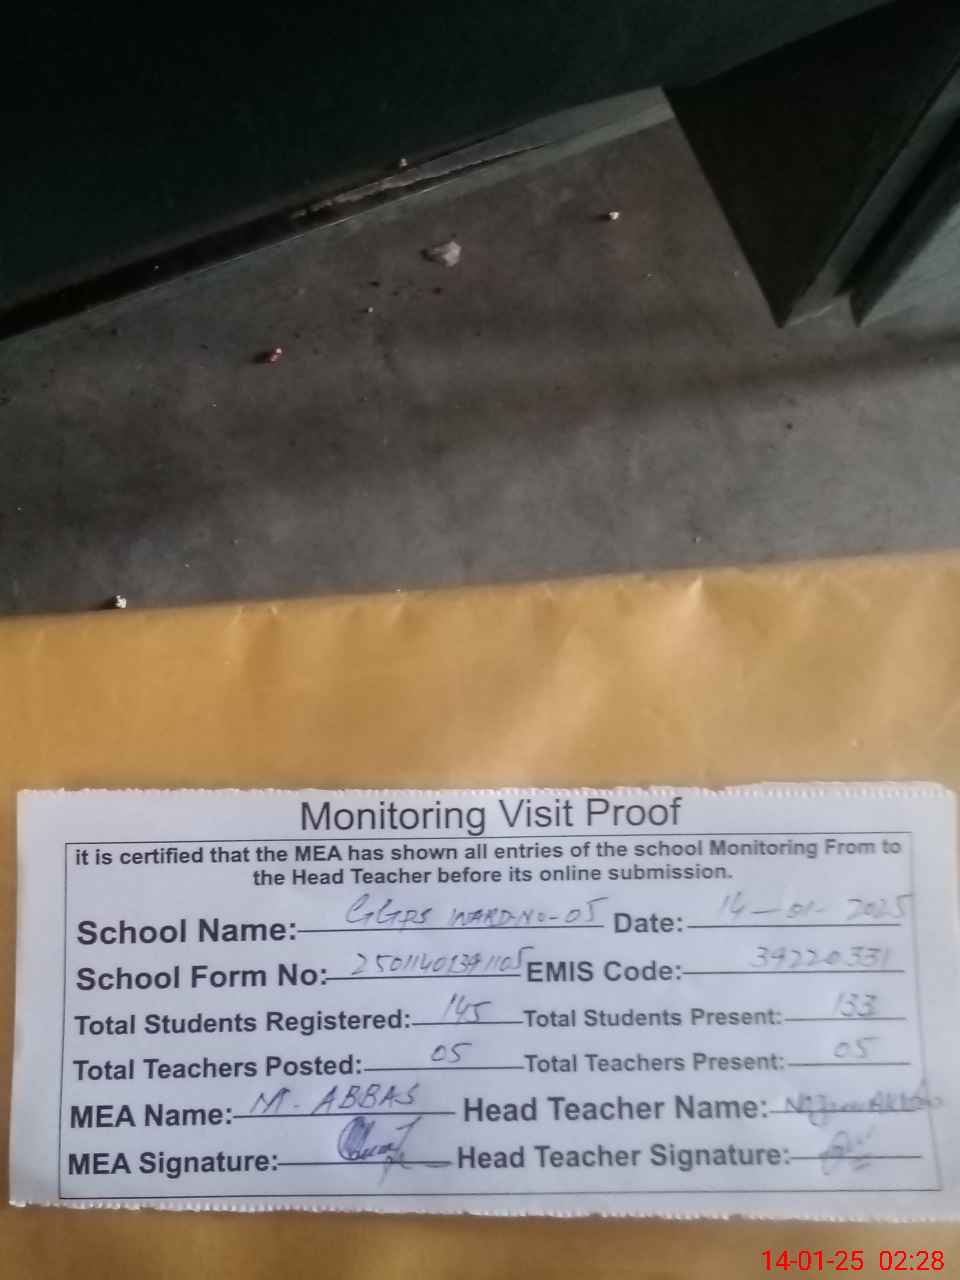 Monitoring Visit Proof
it is certified that the MEA has shown all entries of the school Monitoring From to
the Head Teacher before its online submission.
School Name: GGPS WARD-NO-05 Date: 14-01-2025
School Form No: EMIS Code: 39220331
Total Students Registered: 145 Total Students Present: 133
Total Teachers Posted: 05 Total Teachers Present: 05
MEA Name: M. ABBAS Head Teacher Name:
MEA Signature: Head Teacher Signature:
14-01-25 02:28